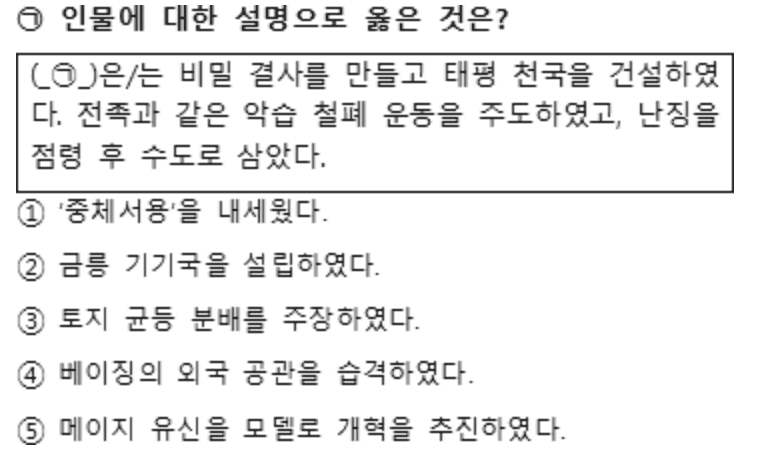 ㉠ 인물에 대한 설명으로 옳은 것은?
(_㉠_)은/는 비밀 결사를 만들고 태평 천국을 건설하였
다. 전족과 같은 악습 철폐 운동을 주도하였고, 난징을
점령 후 수도로 삼았다.
① '중체서용'을 내세웠다.
② 금릉 기기국을 설립하였다.
③ 토지 균등 분배를 주장하였다.
④ 베이징의 외국 공관을 습격하였다.
⑤ 메이지 유신을 모델로 개혁을 추진하였다.